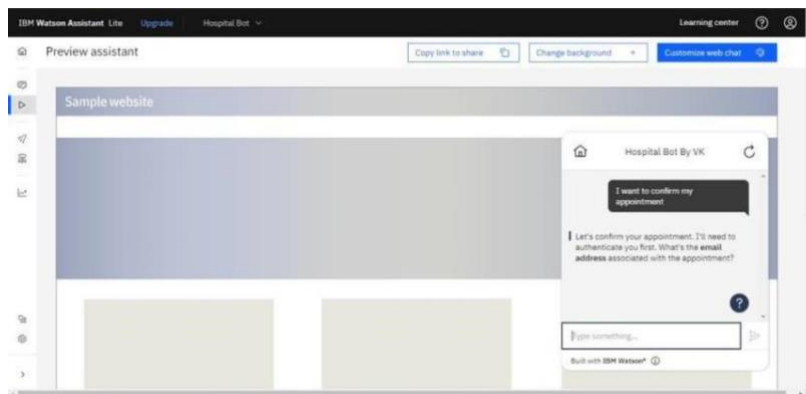 IBM Watson Assistant Lite Upgrade Hospital Bot Learning center
Preview assistant Copy link to share Change background + Customize web chat
Sample website
Hospital Bot By VK
I want to confirm my
appointment
Let's confirm your appointment. I'll need to
authenticate you first. What's the email
address associated with the appointment?
?
Type something...
Built with IBM Watson®